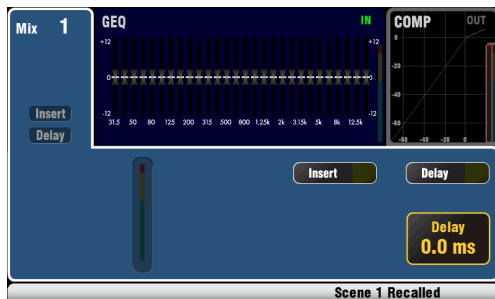 Mix 1
GEQ IN
COMP OUT
+12 +12
0 0
-12 -12
31.5 50 80 125 200 315 500 800 1.25k 2k 3.15k 5k 8k 12.5k
0
-20
-40
-60
-60 -40 -20 0
Insert
Delay
Insert Delay
Delay
0.0 ms
Scene 1 Recalled